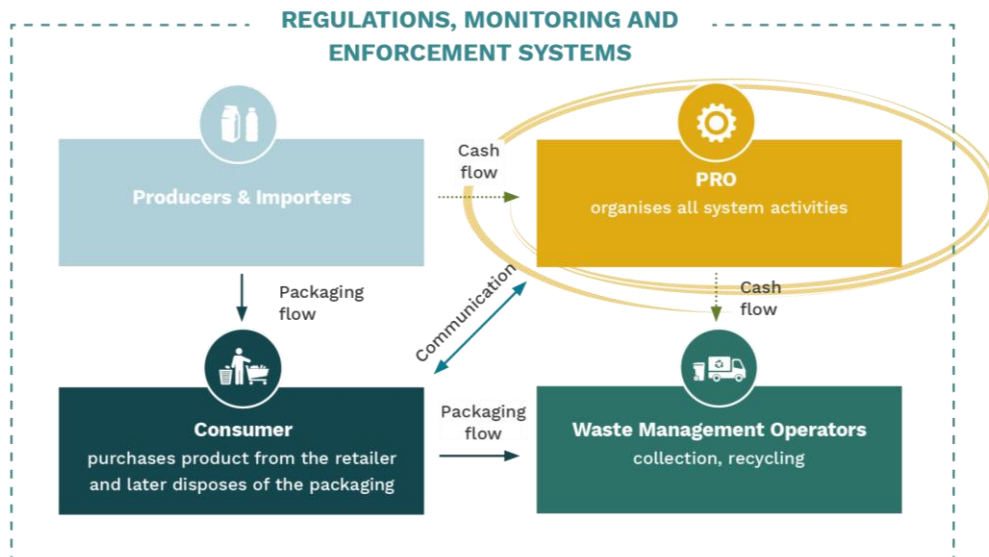 REGULATIONS, MONITORING AND
ENFORCEMENT SYSTEMS
Producers & Importers
Cash
flow
PRO
organises all system activities
Packaging
flow
Communication
Cash
flow
Consumer
purchases product from the retailer
and later disposes of the packaging
Packaging
flow
Waste Management Operators
collection, recycling